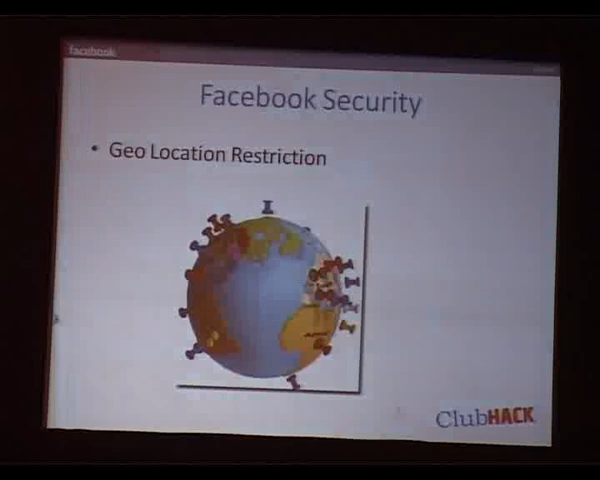 facebook
Facebook Security
• Geo Location Restriction
ClubHACK